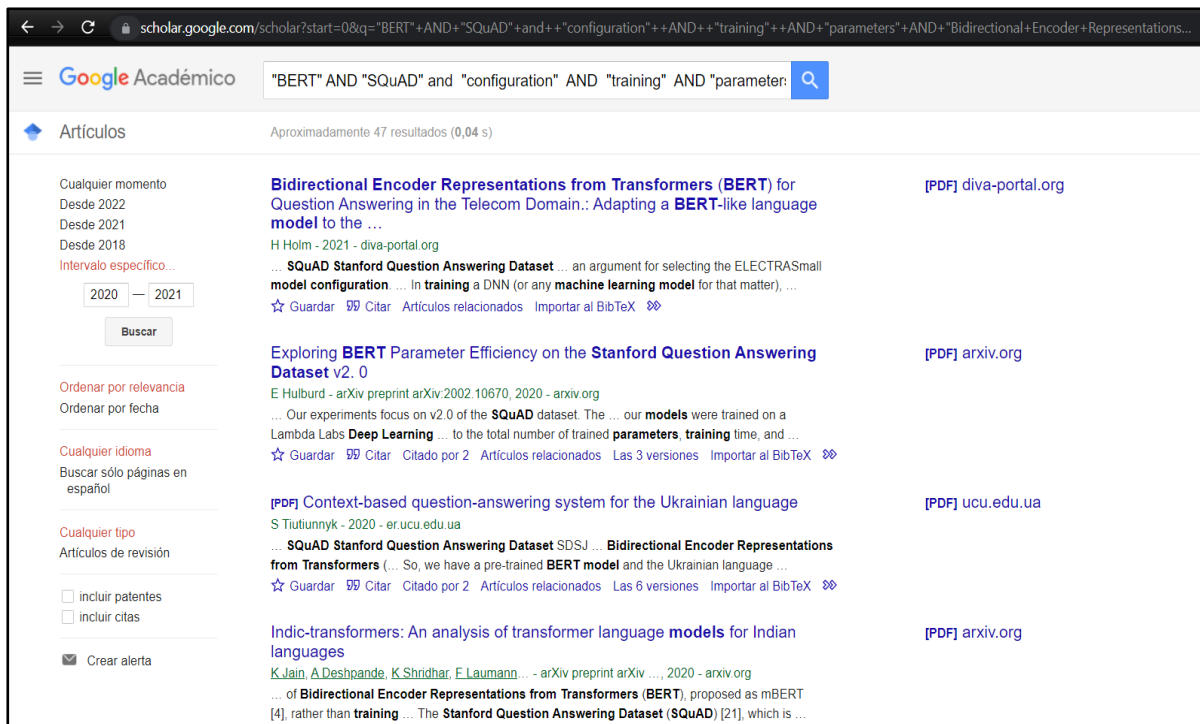 scholar.google.com/scholar?start=0&q="BERT"+AND+"SQuAD"+and++"configuration"++AND++"training"++AND+"parameters"+AND+"Bidirectional+Encoder+Representations...
Google Académico
"BERT" AND "SQuAD" and  "configuration"  AND  "training"  AND "parameters
Artículos
Aproximadamente 47 resultados (0,04 s)
Cualquier momento
Desde 2022
Desde 2021
Desde 2018
Intervalo específico...
2020 — 2021
Buscar
Ordenar por relevancia
Ordenar por fecha
Cualquier idioma
Buscar sólo páginas en
español
Cualquier tipo
Artículos de revisión
incluir patentes
incluir citas
Crear alerta
Bidirectional Encoder Representations from Transformers (BERT) for
Question Answering in the Telecom Domain.: Adapting a BERT-like language
model to the …
H Holm - 2021 - diva-portal.org
… SQuAD Stanford Question Answering Dataset … an argument for selecting the ELECTRASmall
model configuration. … In training a DNN (or any machine learning model for that matter), …
Guardar Citar Artículos relacionados Importar al BibTeX
[PDF] diva-portal.org
Exploring BERT Parameter Efficiency on the Stanford Question Answering
Dataset v2. 0
E Hulburd - arXiv preprint arXiv:2002.10670, 2020 - arxiv.org
… Our experiments focus on v2.0 of the SQuAD dataset. The … our models were trained on a
Lambda Labs Deep Learning … to the total number of trained parameters, training time, and …
Guardar Citar Citado por 2 Artículos relacionados Las 3 versiones Importar al BibTeX
[PDF] arxiv.org
[PDF] Context-based question-answering system for the Ukrainian language
S Tiutiunnyk - 2020 - er.ucu.edu.ua
… SQuAD Stanford Question Answering Dataset SDSJ … Bidirectional Encoder Representations
from Transformers (… So, we have a pre-trained BERT model and the Ukrainian language …
Guardar Citar Citado por 2 Artículos relacionados Las 6 versiones Importar al BibTeX
[PDF] ucu.edu.ua
Indic-transformers: An analysis of transformer language models for Indian
languages
K Jain, A Deshpande, K Shridhar, F Laumann… - arXiv preprint arXiv …, 2020 - arxiv.org
… of Bidirectional Encoder Representations from Transformers (BERT), proposed as mBERT
[4], rather than training … The Stanford Question Answering Dataset (SQuAD) [21], which is …
[PDF] arxiv.org